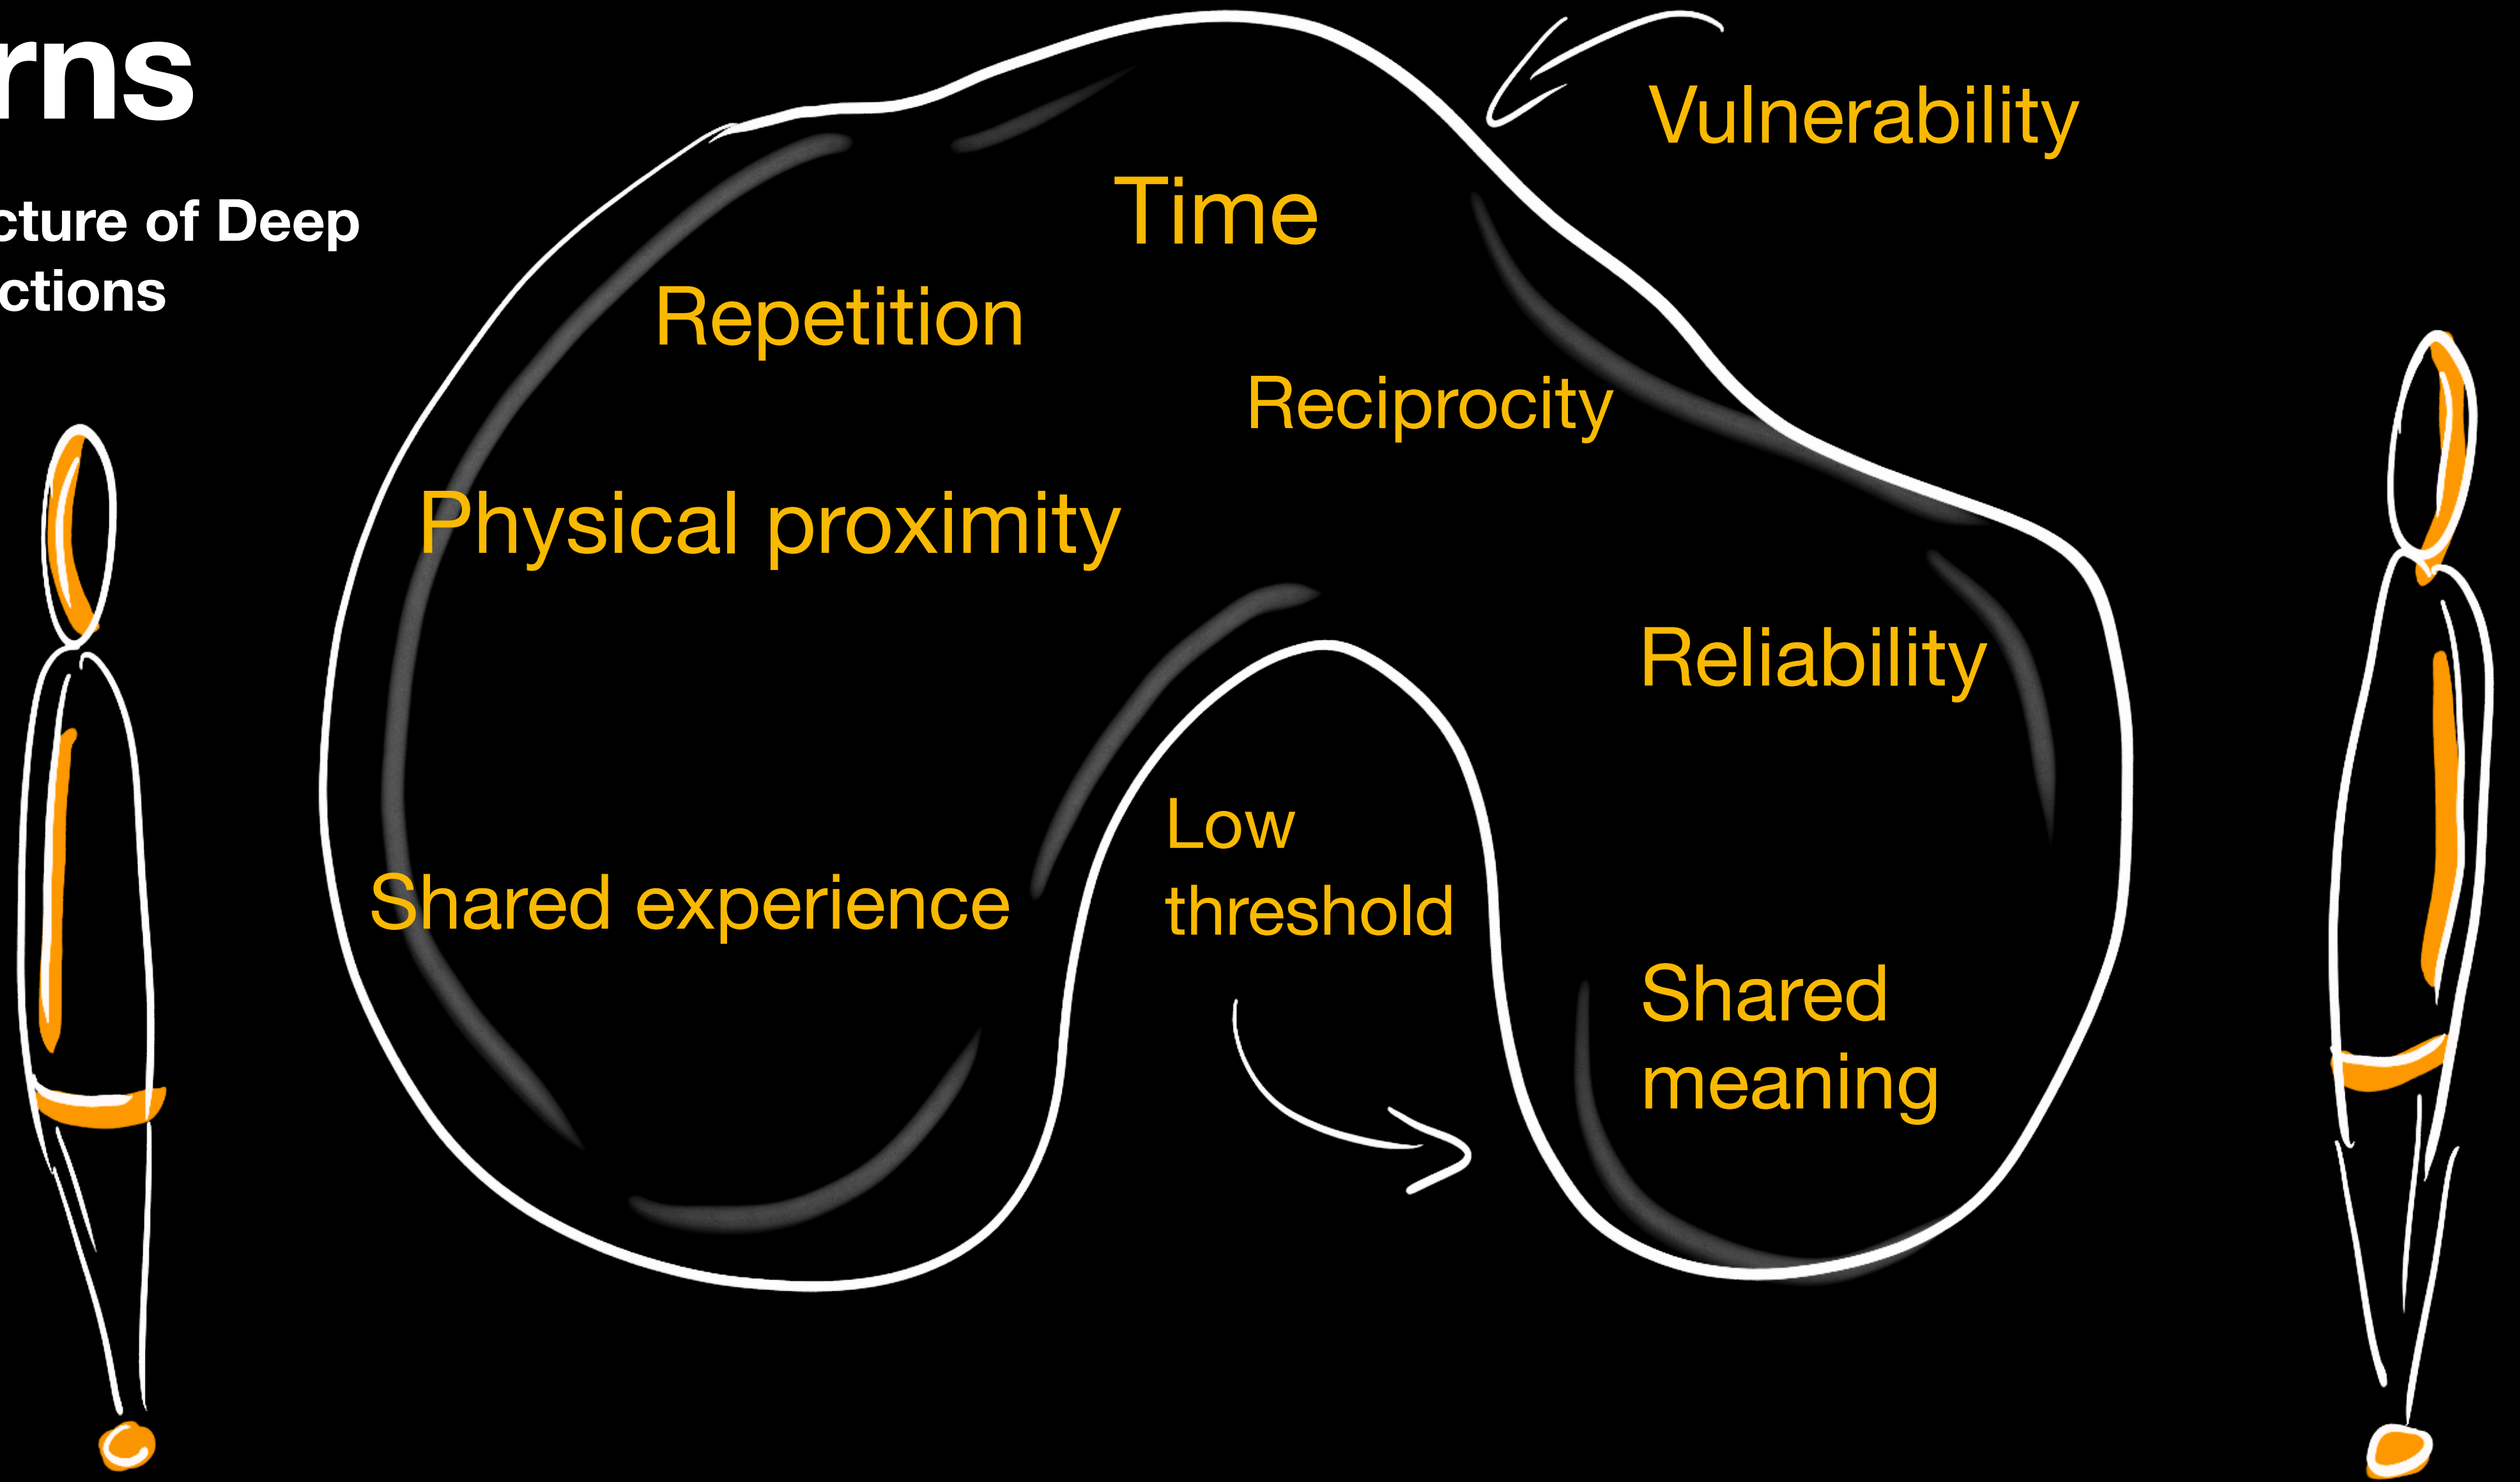 rns
cture of Deep
ctions
Vulnerability
Time
Repetition
Reciprocity
Physical proximity
Reliability
Low
threshold
Shared experience
Shared
meaning